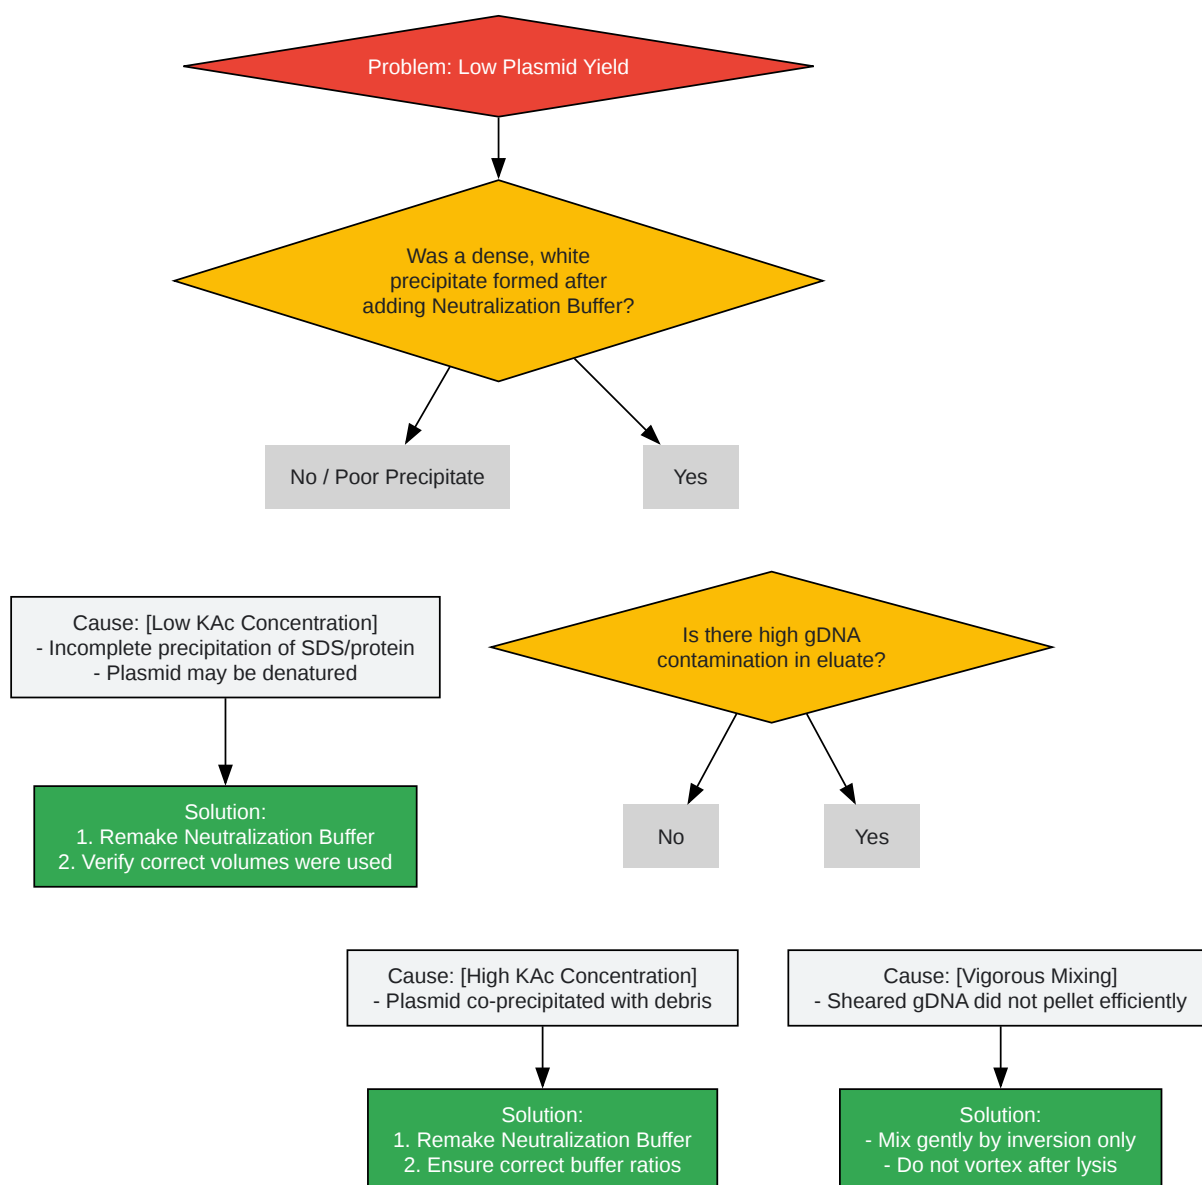 Problem: Low Plasmid Yield
Was a dense, white
precipitate formed after
adding Neutralization Buffer?
No / Poor Precipitate
Yes
Cause: [Low KAc Concentration]
- Incomplete precipitation of SDS/protein
- Plasmid may be denatured
Is there high gDNA
contamination in eluate?
Solution:
1. Remake Neutralization Buffer
2. Verify correct volumes were used
No
Yes
Cause: [High KAc Concentration]
- Plasmid co-precipitated with debris
Cause: [Vigorous Mixing]
- Sheared gDNA did not pellet efficiently
Solution:
1. Remake Neutralization Buffer
2. Ensure correct buffer ratios
Solution:
- Mix gently by inversion only
- Do not vortex after lysis